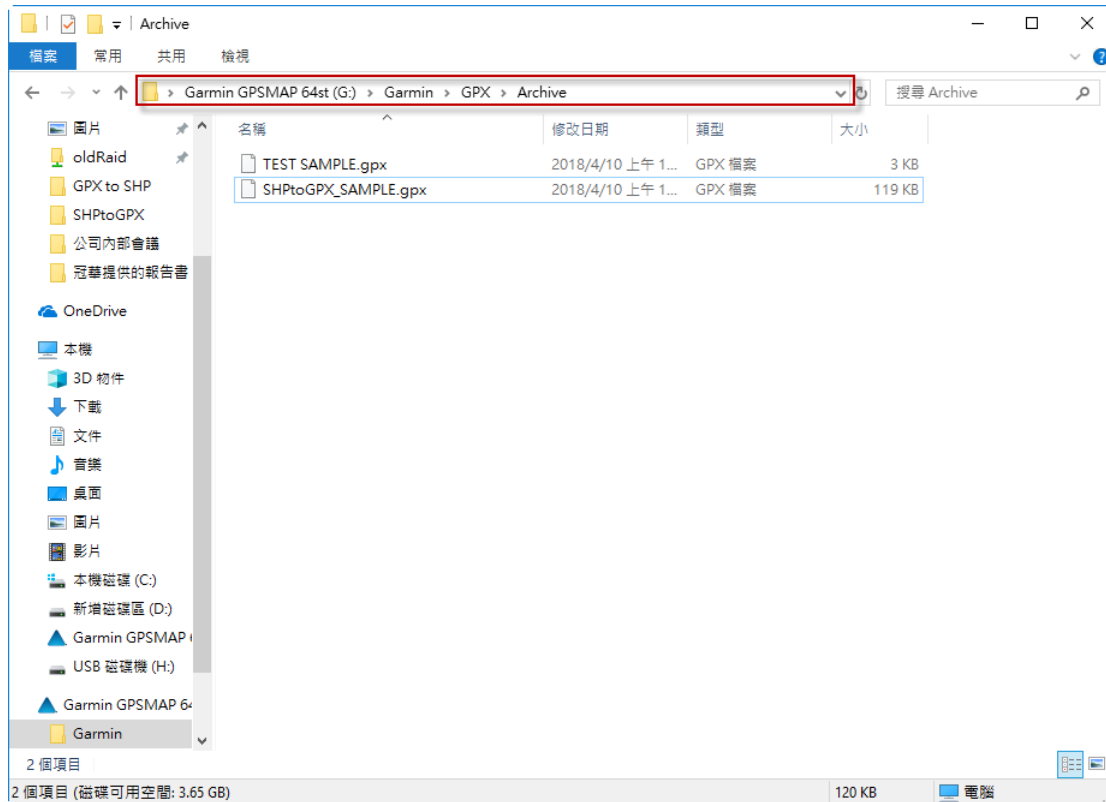 Archive
檔案 常用 共用 檢視
Garmin GPSMAP 64st (G:) Garmin GPX Archive 搜尋 Archive
圖片
oldRaid
GPX to SHP
SHPtoGPX
公司內部會議
冠華提供的報告書
OneDrive
本機
3D 物件
下載
文件
音樂
桌面
圖片
影片
本機磁碟 (C:)
新增磁碟區 (D:)
Garmin GPSMAP 6
USB 磁碟機 (H:)
Garmin GPSMAP 64
Garmin
名稱 修改日期 類型 大小
TEST SAMPLE.gpx 2018/4/10 上午 1... GPX 檔案 3 KB
SHPtoGPX_SAMPLE.gpx 2018/4/10 上午 1... GPX 檔案 119 KB
2 個項目
2 個項目 (磁碟可用空間: 3.65 GB) 120 KB 電腦